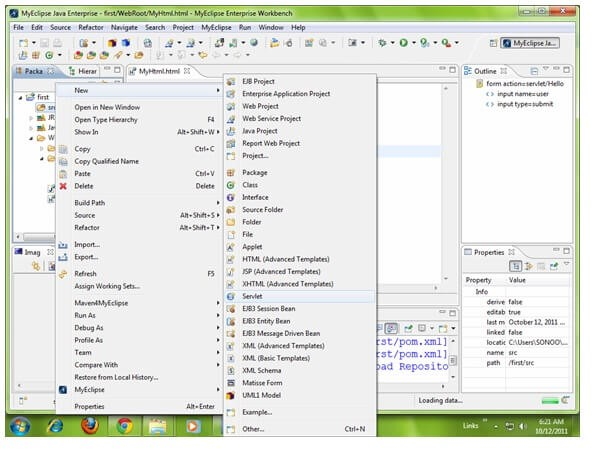 MyEclipse Java Enterprise - first/WebRoot/MyHtml.html - MyEclipse Enterprise Workbench
File Edit Source Refactor Navigate Search Project MyEclipse Run Window Help
MyEclipse Ja...
Packa
Hierar
MyHtml.html
Outline
first
sr
JR
Ja
W
New
Open in New Window
Open Type Hierarchy F4
Show In Alt+Shift+W
Copy Ctrl+C
Copy Qualified Name
Paste Ctrl+V
Delete Delete
Build Path
Source Alt+Shift+S
Refactor Alt+Shift+T
Import...
Export...
Refresh F5
Assign Working Sets...
Maven4MyEclipse
Run As
Debug As
Profile As
Team
Compare With
Restore from Local History...
MyEclipse
Properties Alt+Enter
EJB Project
Enterprise Application Project
Web Project
Web Service Project
Java Project
Report Web Project
Project...
Package
Class
Interface
Source Folder
Folder
File
Applet
HTML (Advanced Templates)
JSP (Advanced Templates)
XHTML (Advanced Templates)
Servlet
EJB3 Session Bean
EJB3 Entity Bean
EJB3 Message Driven Bean
XML (Advanced Templates)
XML (Basic Templates)
XML Schema
Matisse Form
UML1 Model
Example...
Other... Ctrl+N
form action=servlet/Hello
input name=user
input type=submit
Imag
Properties
Property Value
Info
derive false
editab true
last m October 12, 2011 ...
linked false
locatic C:\Users\SONOO\...
name src
path /first/src
rst/pom.xml]
rst/pom.xml]
oad Reposito
Loading data...
Links
6:21 AM
10/12/2011